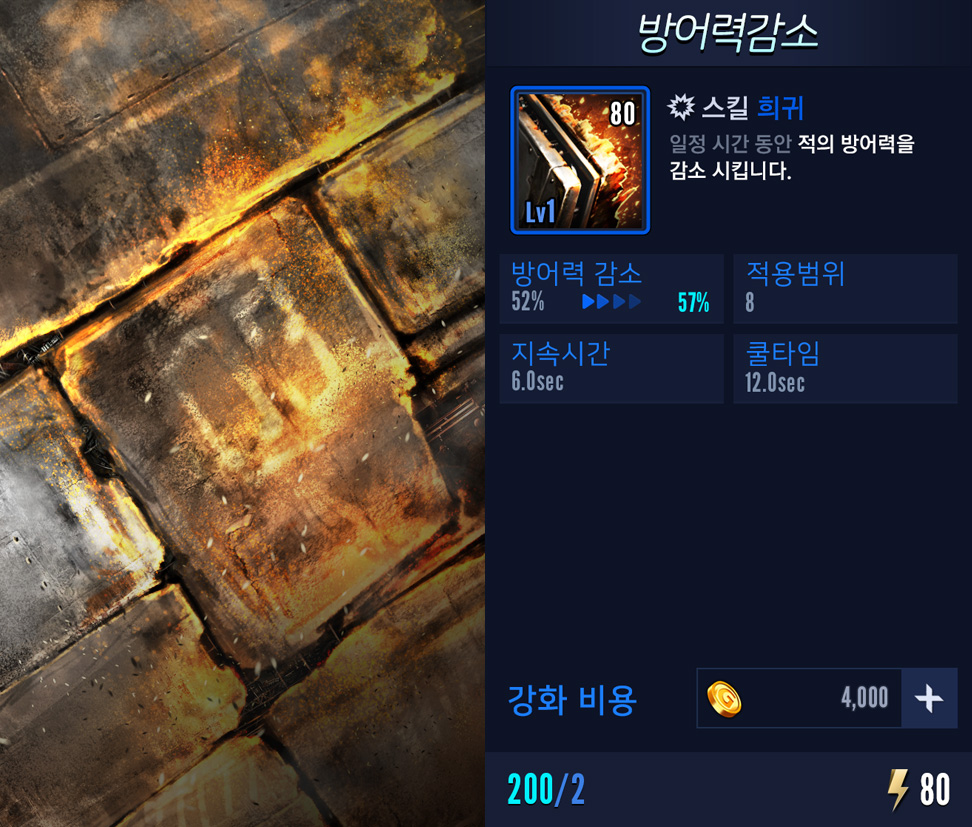 방어력감소
80
Lv1
스킬 희귀
일정 시간 동안 적의 방어력을
감소 시킵니다.
방어력 감소
52% 57%
적용범위
8
지속시간
6.0sec
쿨타임
12.0sec
강화 비용
4,000
200/2
80